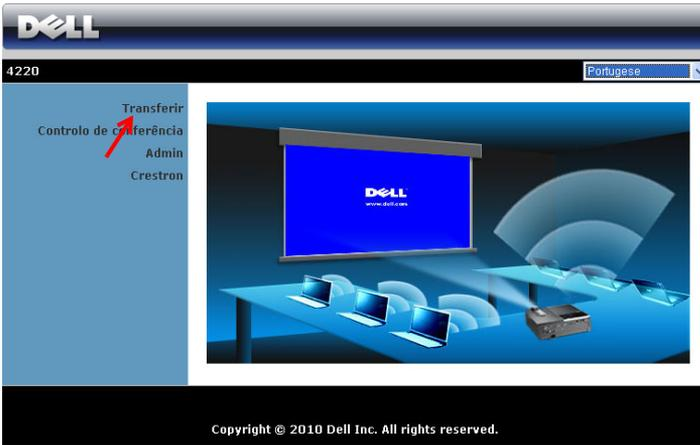 DELL
4220
Portugese
Transferir
Controlo de conferência
Admin
Crestron
DELL
www.dell.com
Copyright © 2010 Dell Inc. All rights reserved.